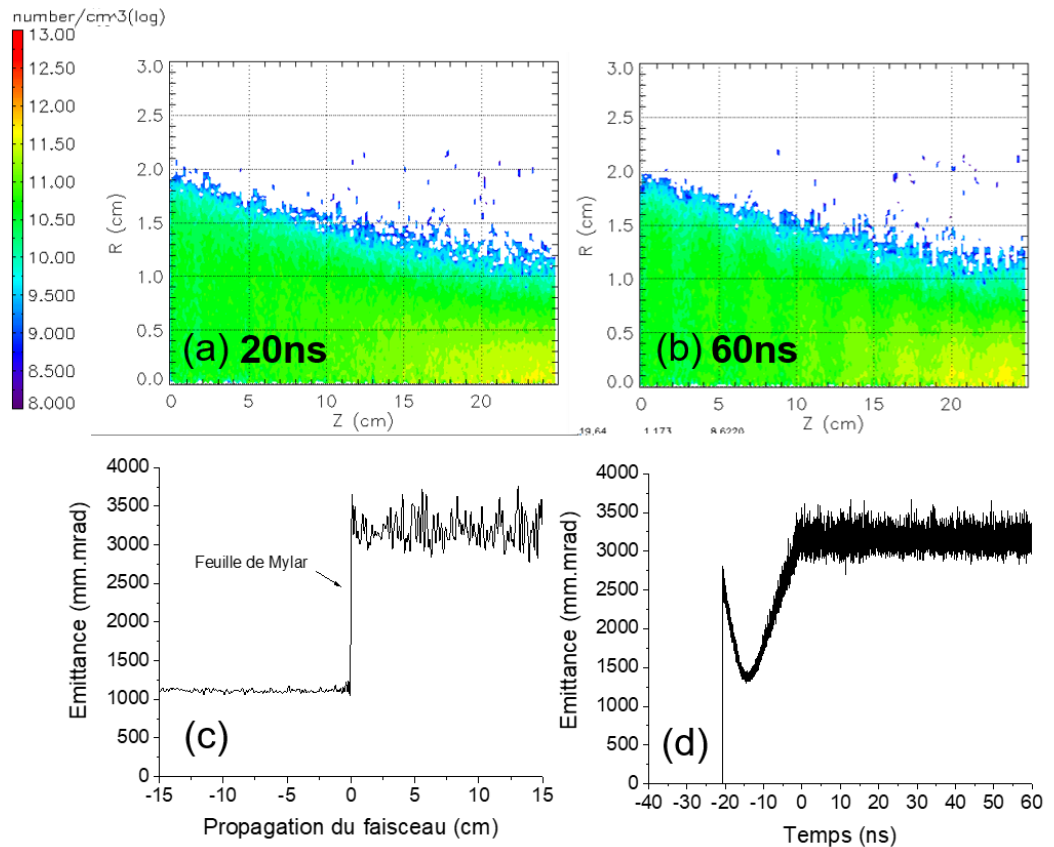 number/cm^3(log)
13.00
12.50
12.00
11.50
11.00
10.50
10.00
9.500
9.000
8.500
8.000
3.0
2.5
2.0
1.5
1.0
0.5
0.0
R (cm)
(a) 20ns
0 5 10 15 20
Z (cm)
3.0
2.5
2.0
1.5
1.0
0.5
0.0
R (cm)
(b) 60ns
0 5 10 15 20
Z (cm)
19,64 1.173 8.6220
4000
3500
3000
2500
2000
1500
1000
500
0
Emittance (mm.mrad)
Feuille de Mylar
(c)
-15 -10 -5 0 5 10 15
Propagation du faisceau (cm)
4000
3500
3000
2500
2000
1500
1000
500
0
Emittance (mm.mrad)
(d)
-40 -30 -20 -10 0 10 20 30 40 50 60
Temps (ns)